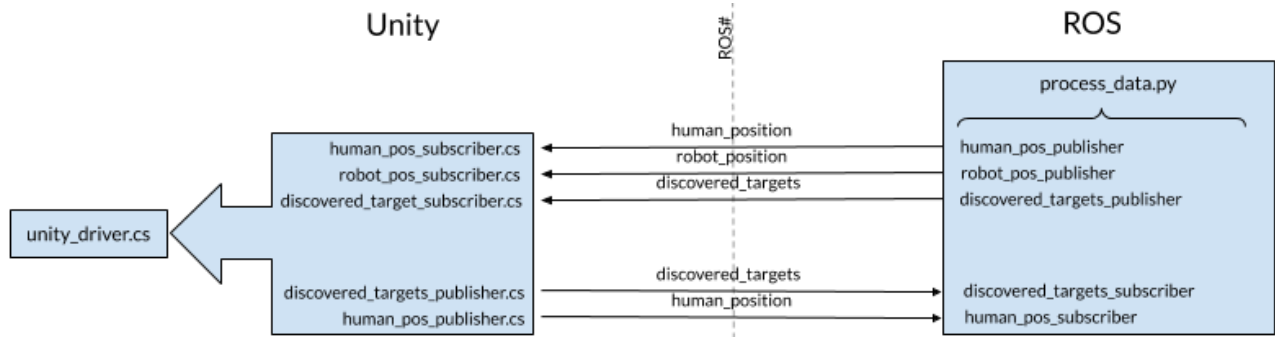 Unity
ROS#
ROS
process_data.py
human_position
human_pos_subscriber.cs
human_pos_publisher
robot_position
robot_pos_subscriber.cs
robot_pos_publisher
discovered_targets
discovered_target_subscriber.cs
discovered_targets_publisher
unity_driver.cs
discovered_targets
discovered_targets_publisher.cs
discovered_targets_subscriber
human_position
human_pos_publisher.cs
human_pos_subscriber